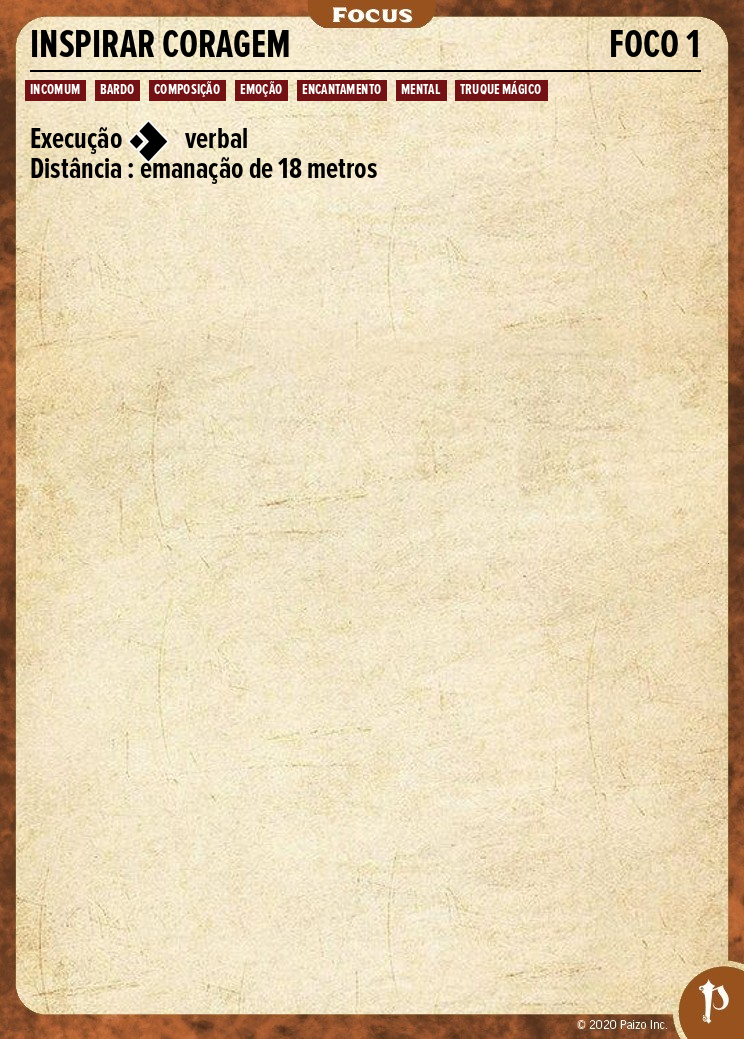 Focus
INSPIRAR CORAGEM FOCO 1
INCOMUM BARDO COMPOSIÇÃO EMOÇÃO ENCANTAMENTO MENTAL TRUQUE MÁGICO
Execução verbal
Distância : emanação de 18 metros
© 2020 Paizo Inc.